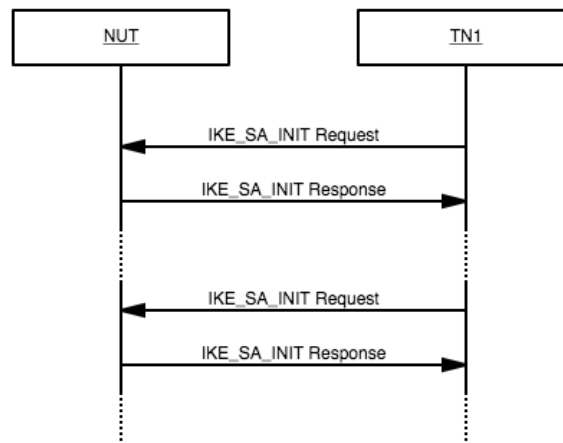 NUT
TN1
IKE_SA_INIT Request
IKE_SA_INIT Response
IKE_SA_INIT Request
IKE_SA_INIT Response